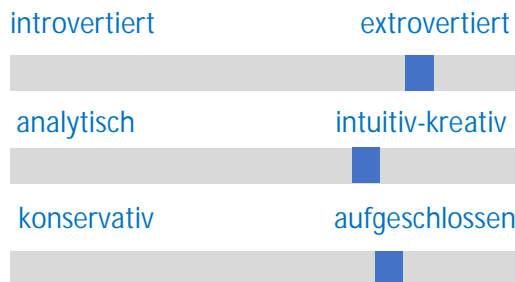 introvertiert extrovertiert
analytisch intuitiv-kreativ
konservativ aufgeschlossen